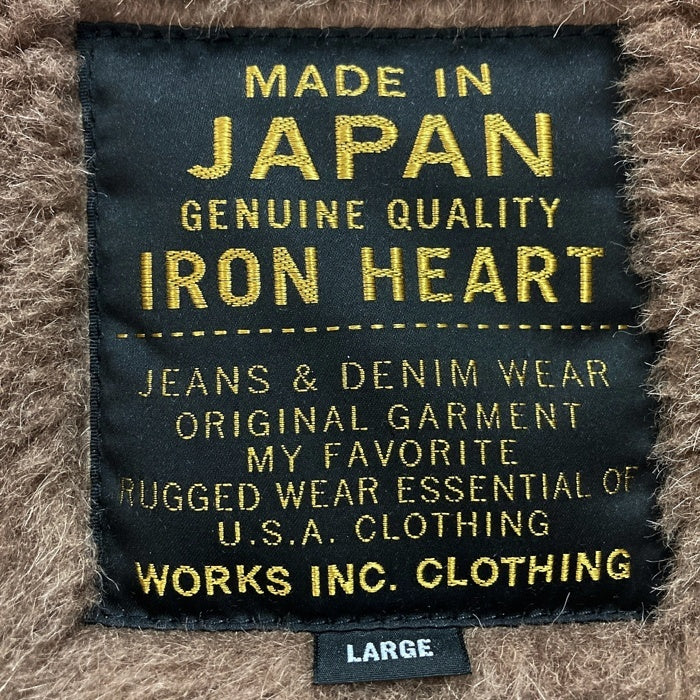 MADE IN
JAPAN
GENUINE QUALITY
IRON HEART
JEANS & DENIM WEAR
ORIGINAL GARMENT
MY FAVORITE
RUGGED WEAR ESSENTIAL OF
U.S.A. CLOTHING
WORKS INC. CLOTHING
LARGE